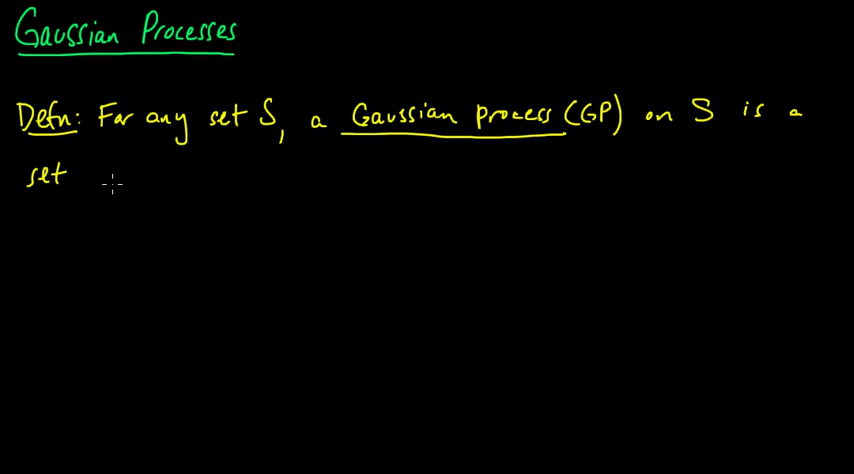 Gaussian Processes
Defn: For any set S, a Gaussian process (GP) on S is a
set